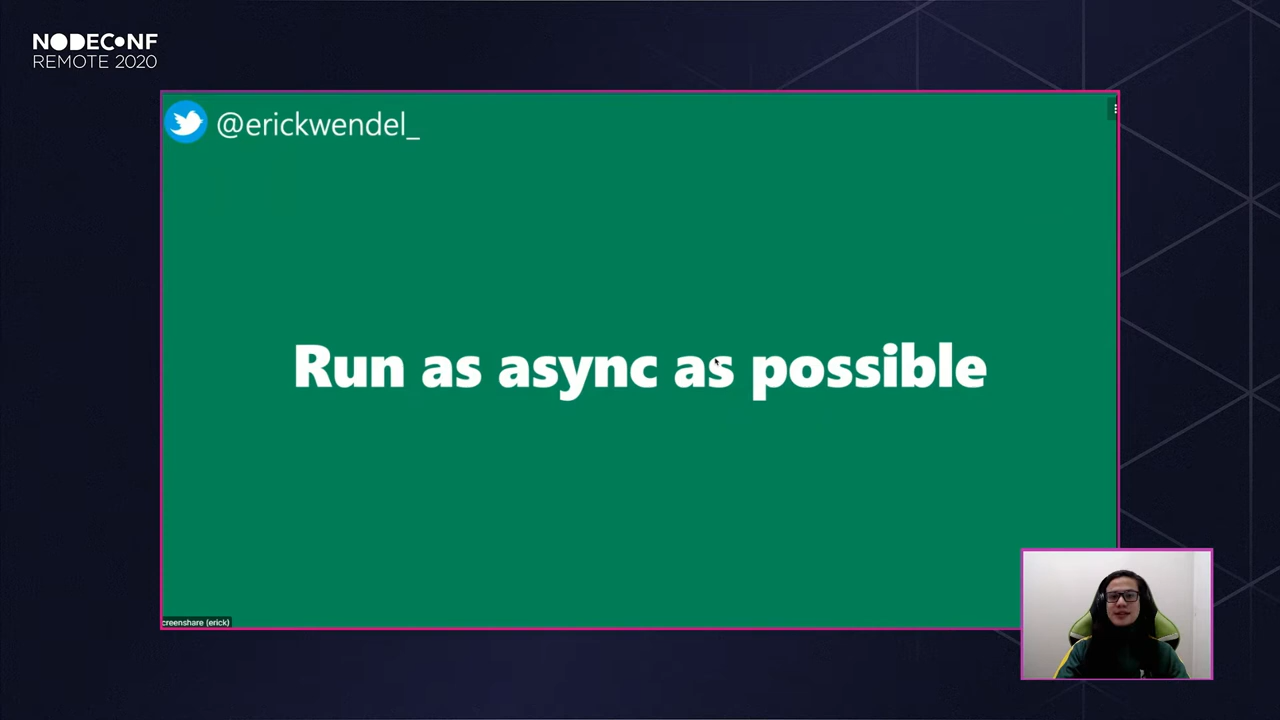 NODECONF
REMOTE 2020
@erickwendel_
Run as async as possible
creenshare (erick)